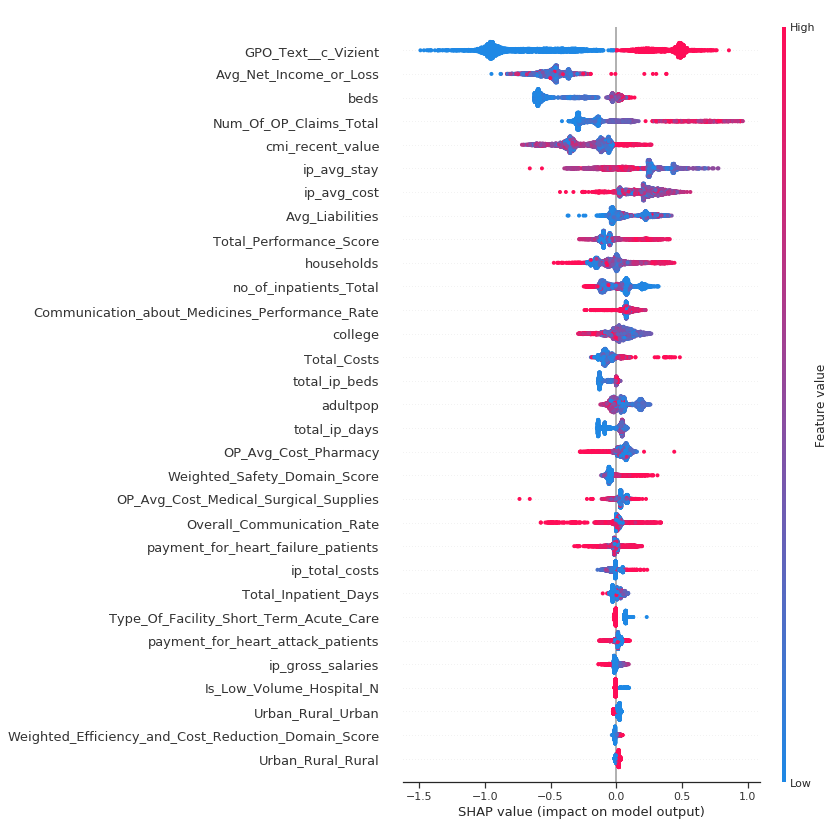 High
GPO_Text__c_Vizient
Avg_Net_Income_or_Loss
beds
Num_Of_OP_Claims_Total
cmi_recent_value
ip_avg_stay
ip_avg_cost
Avg_Liabilities
Total_Performance_Score
households
no_of_inpatients_Total
Communication_about_Medicines_Performance_Rate
college
Total_Costs
total_ip_beds
adultpop
total_ip_days
OP_Avg_Cost_Pharmacy
Weighted_Safety_Domain_Score
OP_Avg_Cost_Medical_Surgical_Supplies
Overall_Communication_Rate
payment_for_heart_failure_patients
ip_total_costs
Total_Inpatient_Days
Type_Of_Facility_Short_Term_Acute_Care
payment_for_heart_attack_patients
ip_gross_salaries
Is_Low_Volume_Hospital_N
Urban_Rural_Urban
Weighted_Efficiency_and_Cost_Reduction_Domain_Score
Urban_Rural_Rural
Feature value
Low
−1.5 −1.0 −0.5 0.0 0.5 1.0
SHAP value (impact on model output)